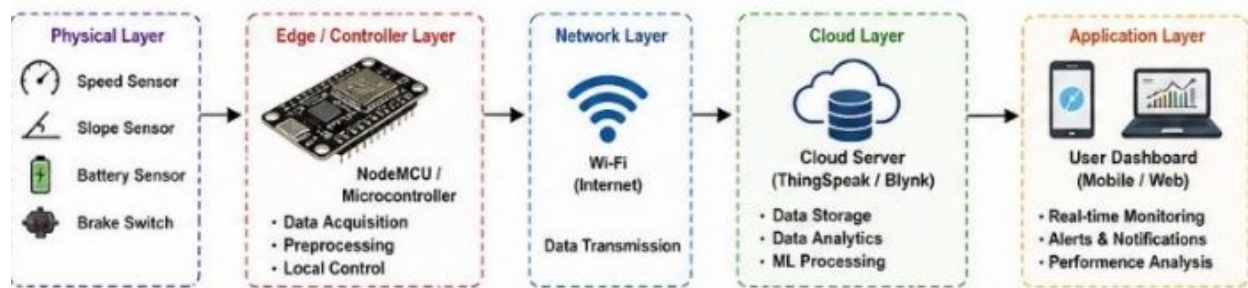 Physical Layer
Speed Sensor
Slope Sensor
Battery Sensor
Brake Switch
Edge / Controller Layer
NodeMCU /
Microcontroller
• Data Acquisition
• Preprocessing
• Local Control
Network Layer
Wi-Fi
(Internet)
Data Transmission
Cloud Layer
Cloud Server
(ThingSpeak / Blynk)
• Data Storage
• Data Analytics
• ML Processing
Application Layer
User Dashboard
(Mobile / Web)
• Real-time Monitoring
• Alerts & Notifications
• Performence Analysis